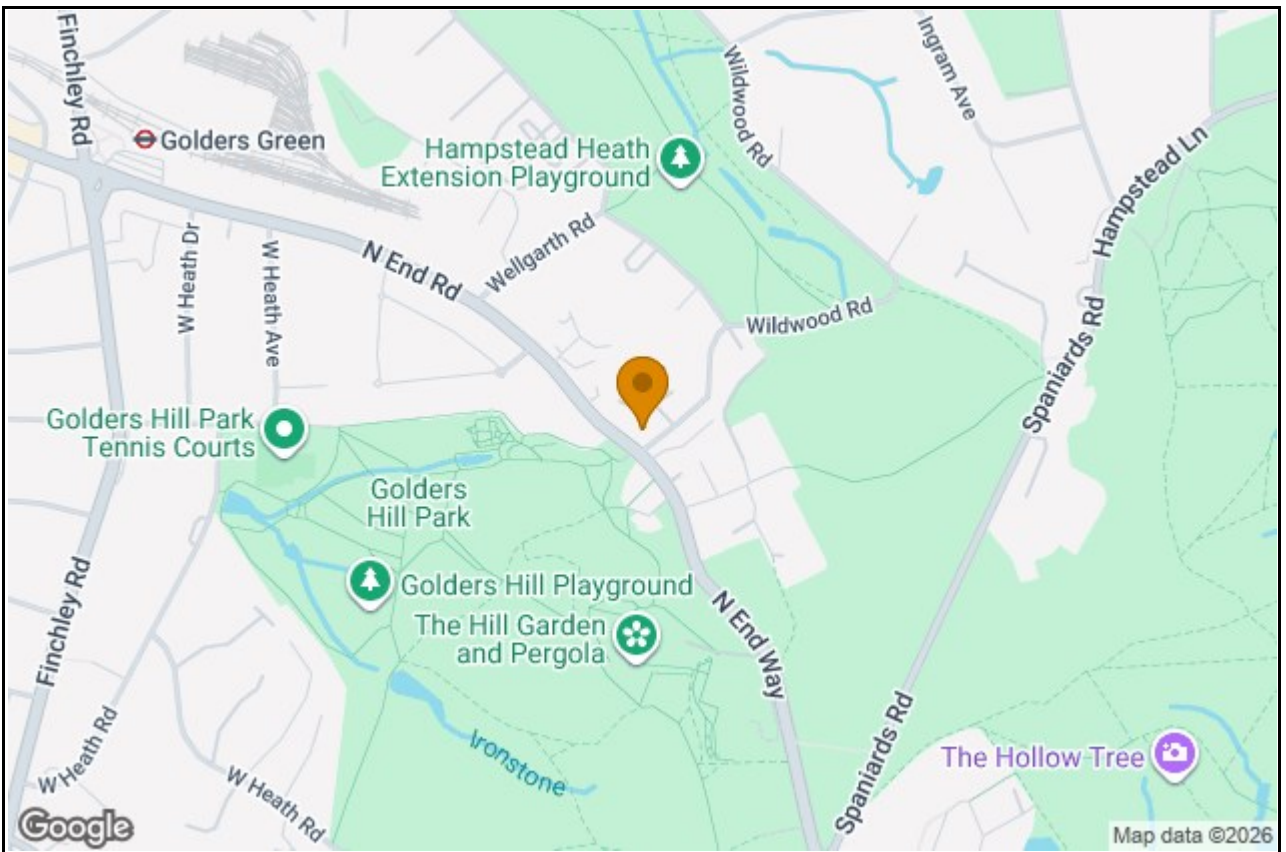 Finchley Rd
Golders Green
Wildwood Rd
Ingram Ave
Hampstead Heath
Extension Playground
Hampstead Ln
Wellgarth Rd
W Heath Dr
W Heath Ave
N End Rd
Wildwood Rd
Spaniards Rd
Golders Hill Park
Tennis Courts
Golders
Hill Park
Golders Hill Playground
The Hill Garden
and Pergola
N End Way
Finchley Rd
W Heath Rd
W Heath Rd
Ironstone
Spaniards Rd
The Hollow Tree
Google
Map data ©2026